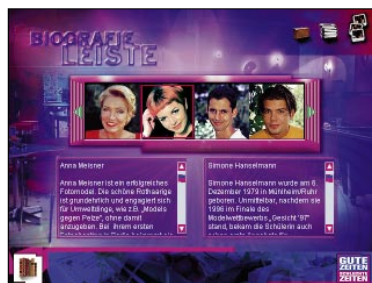 BIOGRAFIE
LEISTE
Anna Meisner
Anna Meisner ist ein erfolgreiches
Fotomodel. Die schöne Rothaarige
ist grundehrlich und engagiert sich
für Umweltdinge, wie z.B. „Models
gegen Pelze", ohne damit
anzugeben. Bei ihrem ersten
Simone Hanselmann
Simone Hanselmann wurde am 6.
Dezember 1979 in Mühlheim/Ruhr
geboren. Unmittelbar, nachdem sie
1996 im Finale des
Modelwettbewerbs „Gesicht '97"
stand, bekam die Schülerin auch
GUTE
ZEITEN
SCHLECHTE
ZEITEN